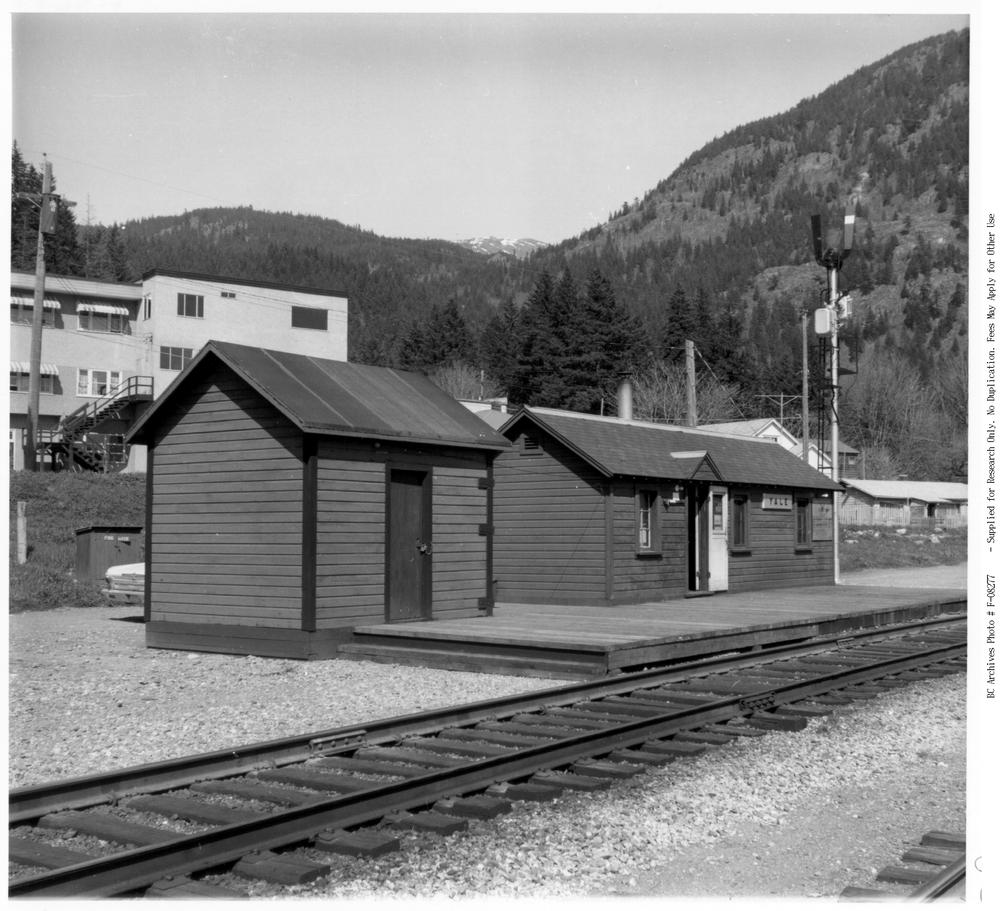 YALE
BC Archives Photo # F-08277 - Supplied for Research Only. No Duplication. Fees May Apply for Other Use